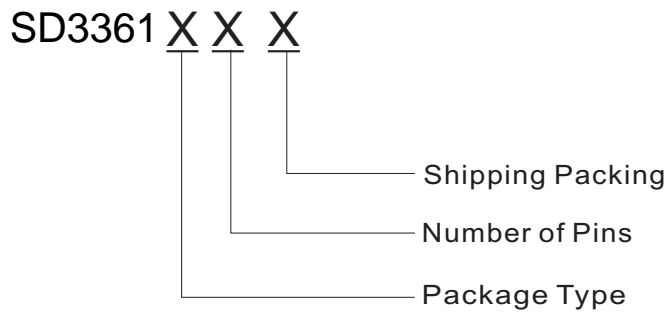 SD3361 X X X
Shipping Packing
Number of Pins
Package Type